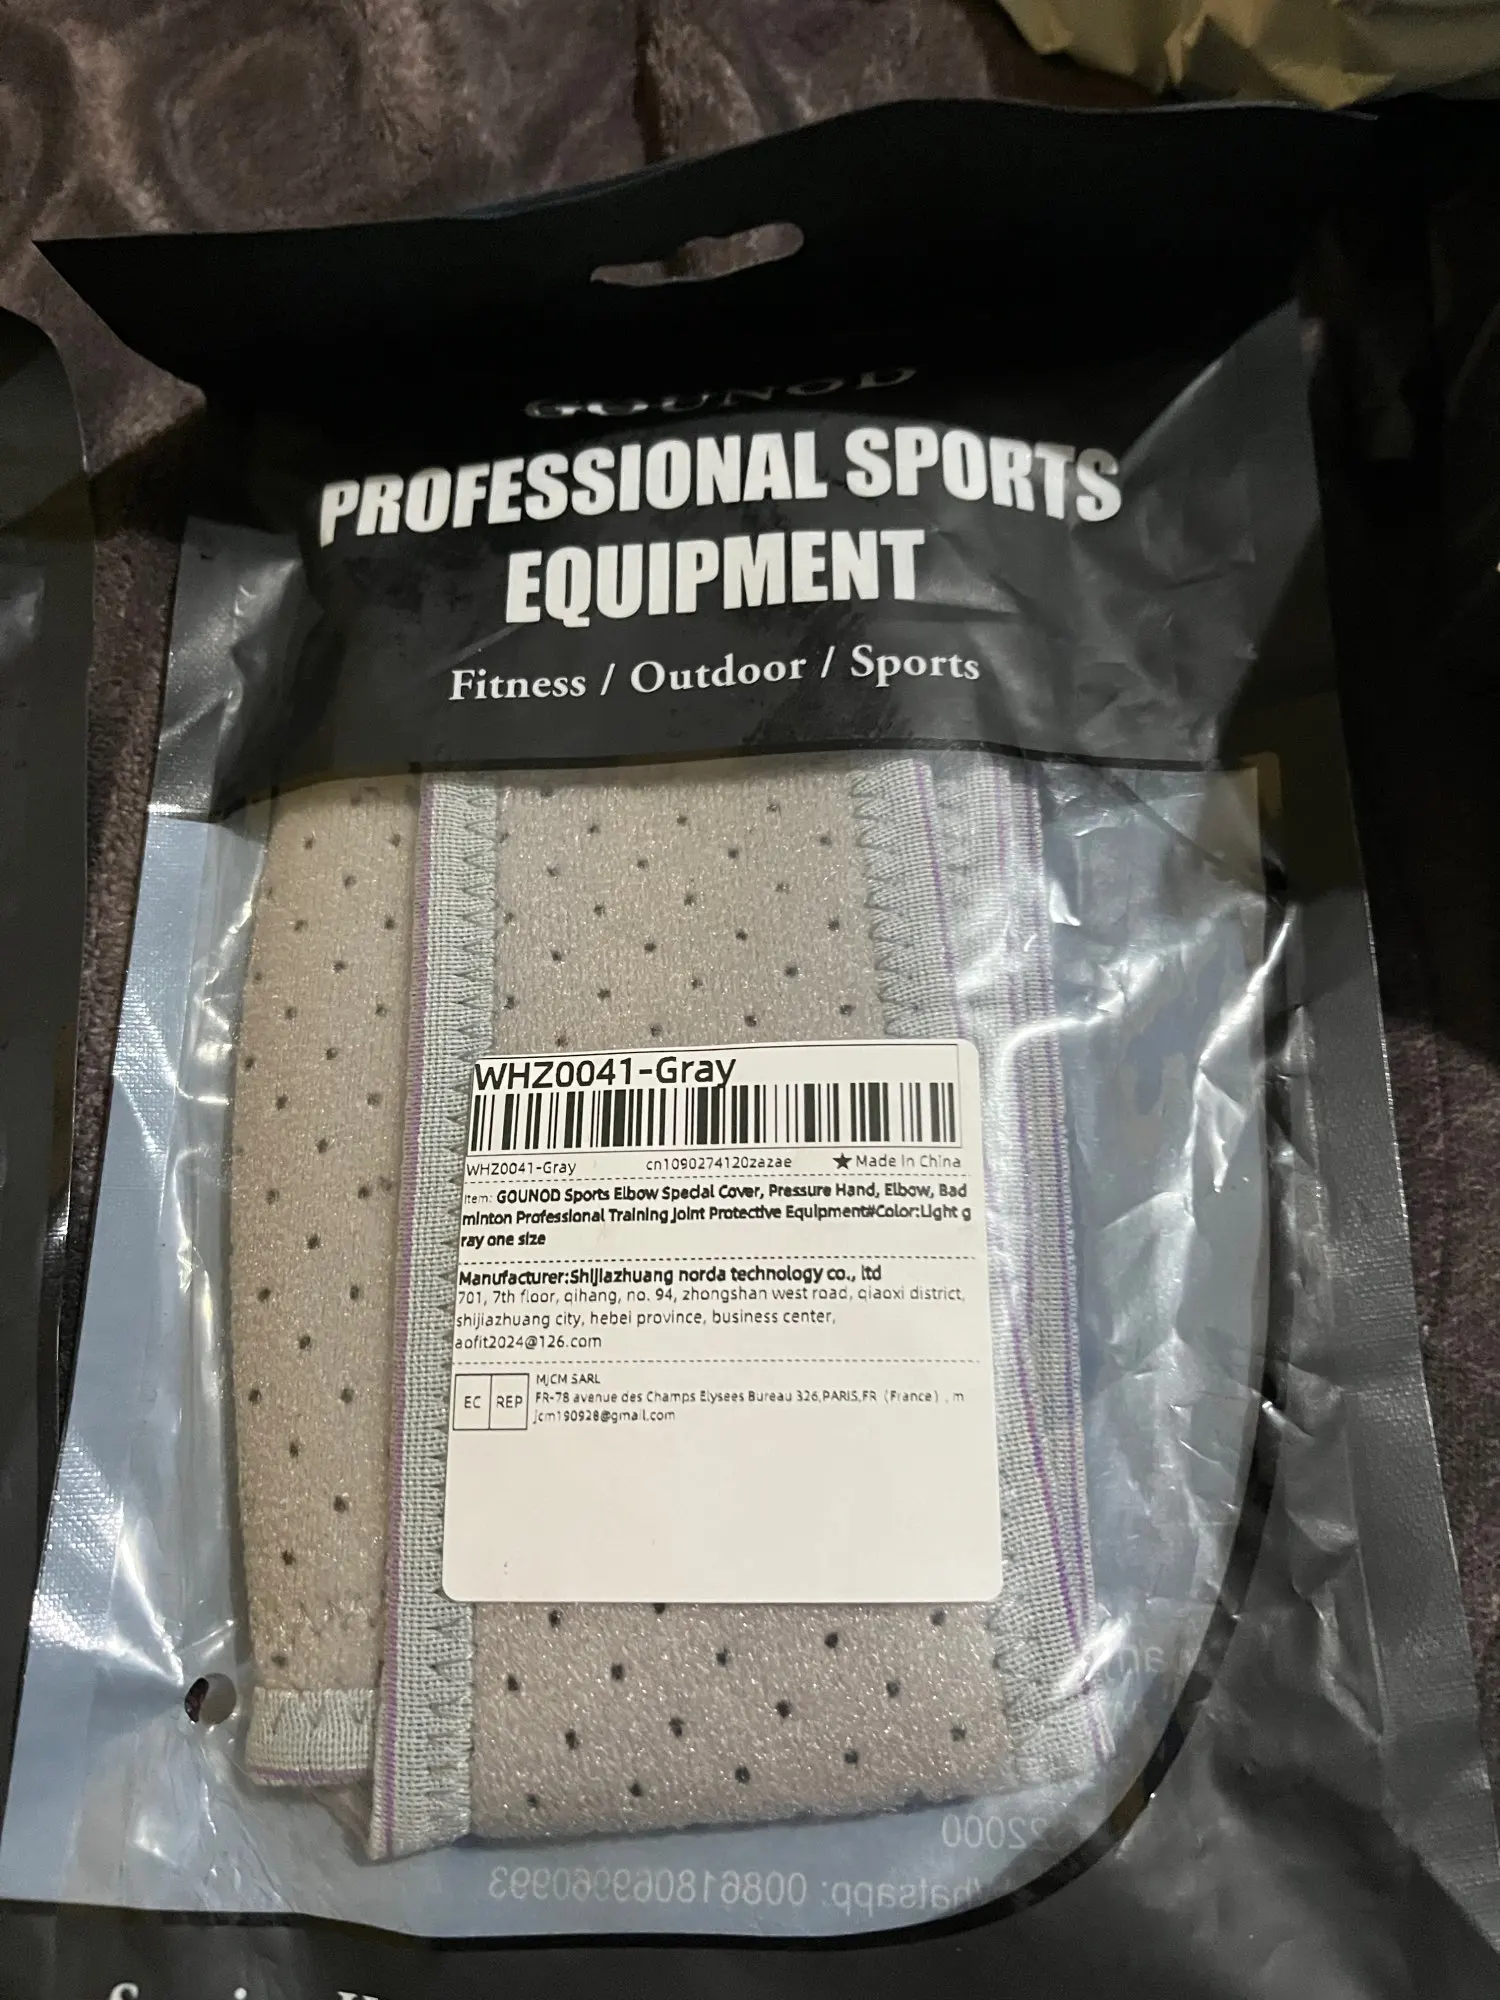 GOUNOD
PROFESSIONAL SPORTS
EQUIPMENT
Fitness / Outdoor / Sports
WHZ0041-Gray
WHZ0041-Gray cn1090274120zazae ★Made In China
Item: GOUNOD Sports Elbow Special Cover, Pressure Hand, Elbow, Bad
minton Professional Training Joint Protective Equipment#Color:Light g
ray one size
Manufacturer:Shijiazhuang norda technology co., ltd
701, 7th floor, qihang, no. 94, zhongshan west road, qiaoxi district,
shijiazhuang city, hebei province, business center,
aofit2024@126.com
EC REP
MJCM SARL
FR-78 avenue des Champs Elysees Bureau 326,PARIS,FR (France) , m
jcm190928@gmail.com